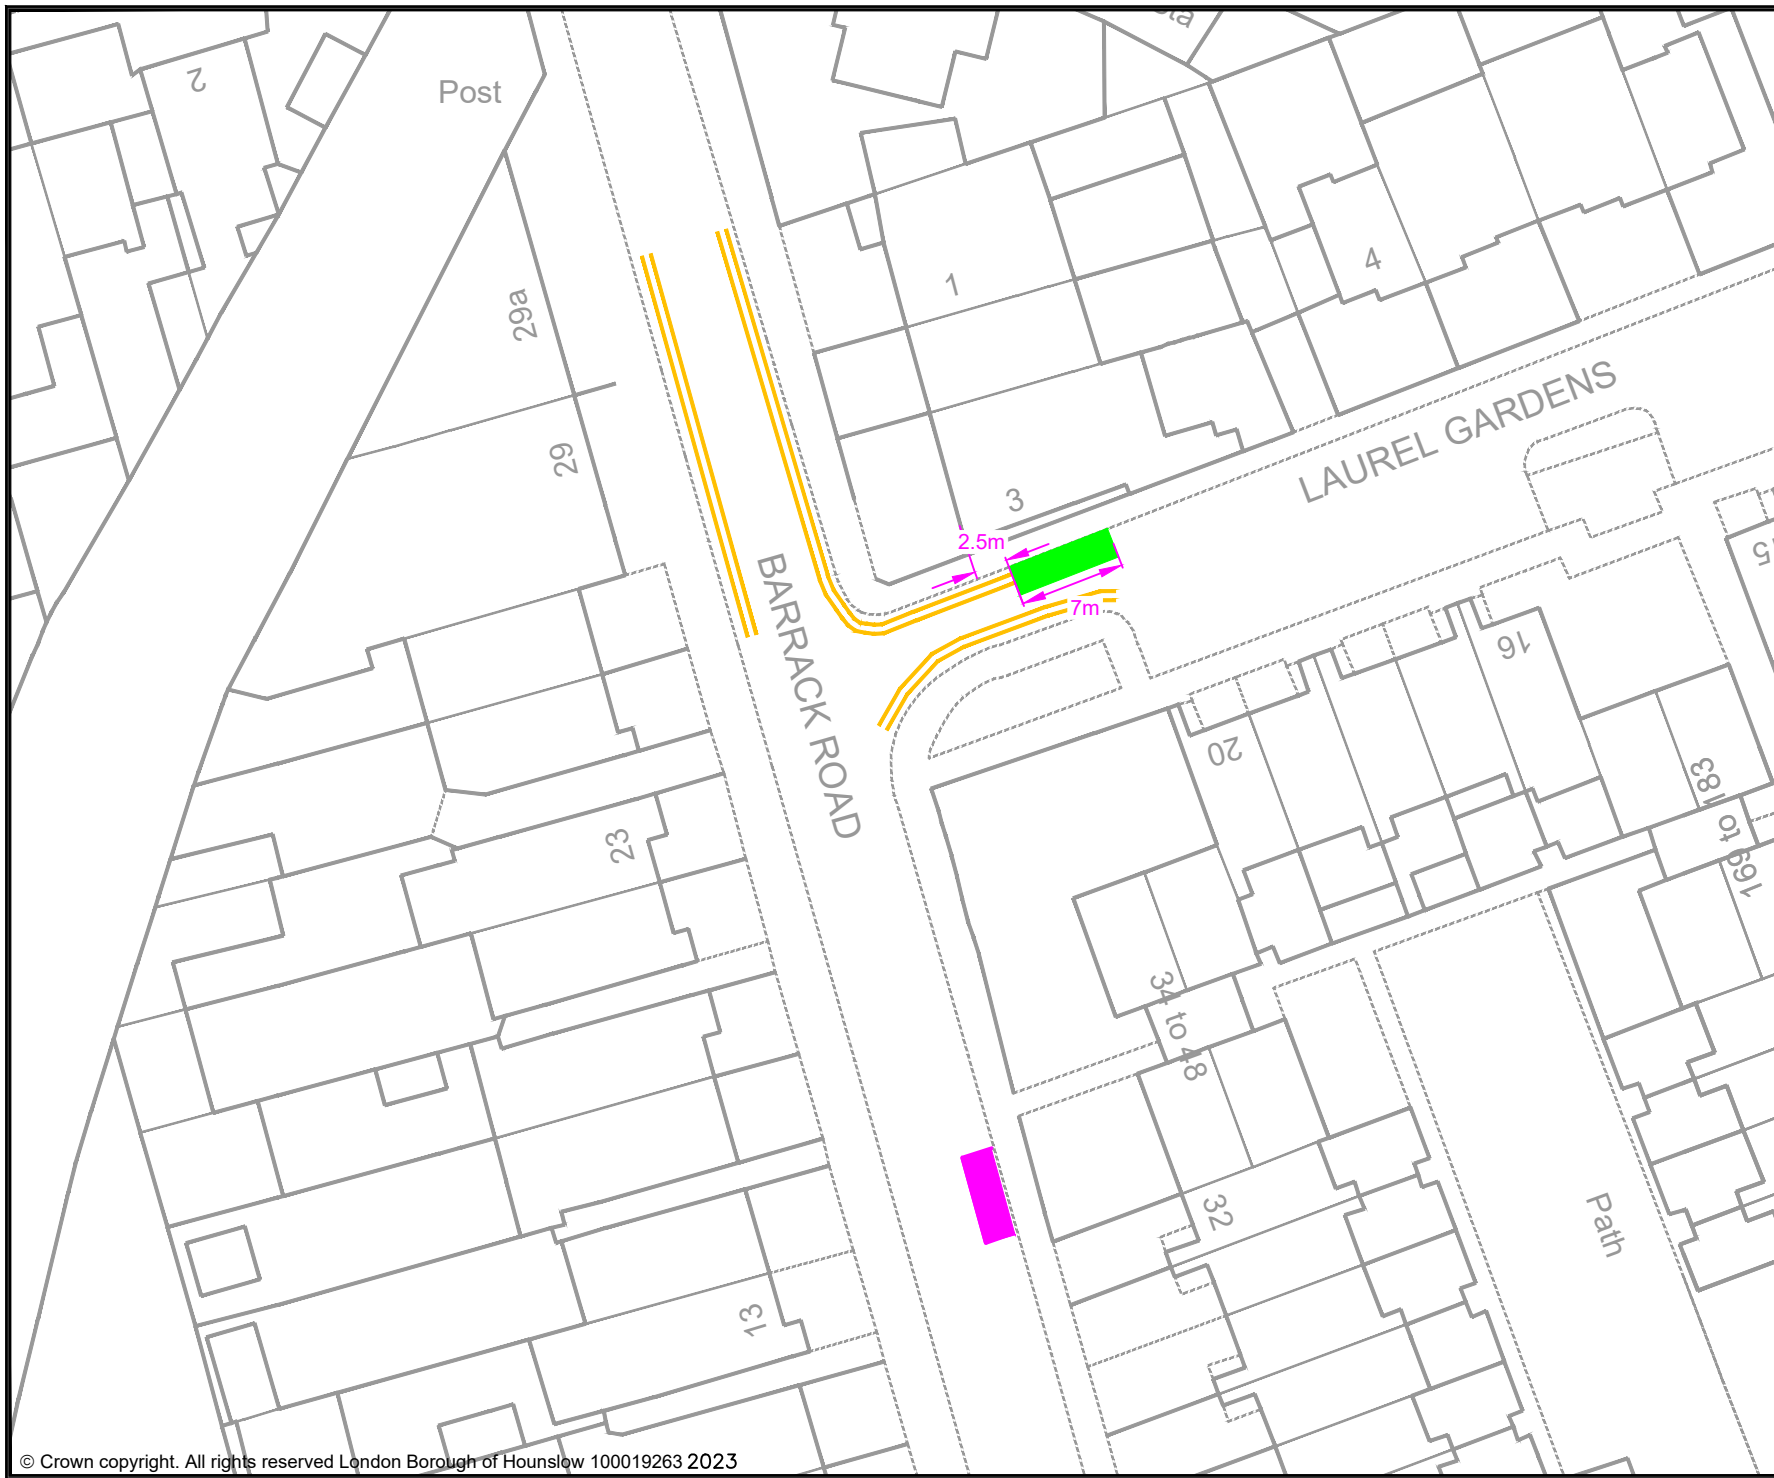 2
Post
29a
1
4
LAUREL GARDENS
29
3
2.5m
7m
BARRACK ROAD
15
16
20
23
183
to
169
34 to 48
32
Path
13
© Crown copyright. All rights reserved London Borough of Hounslow 100019263 2023